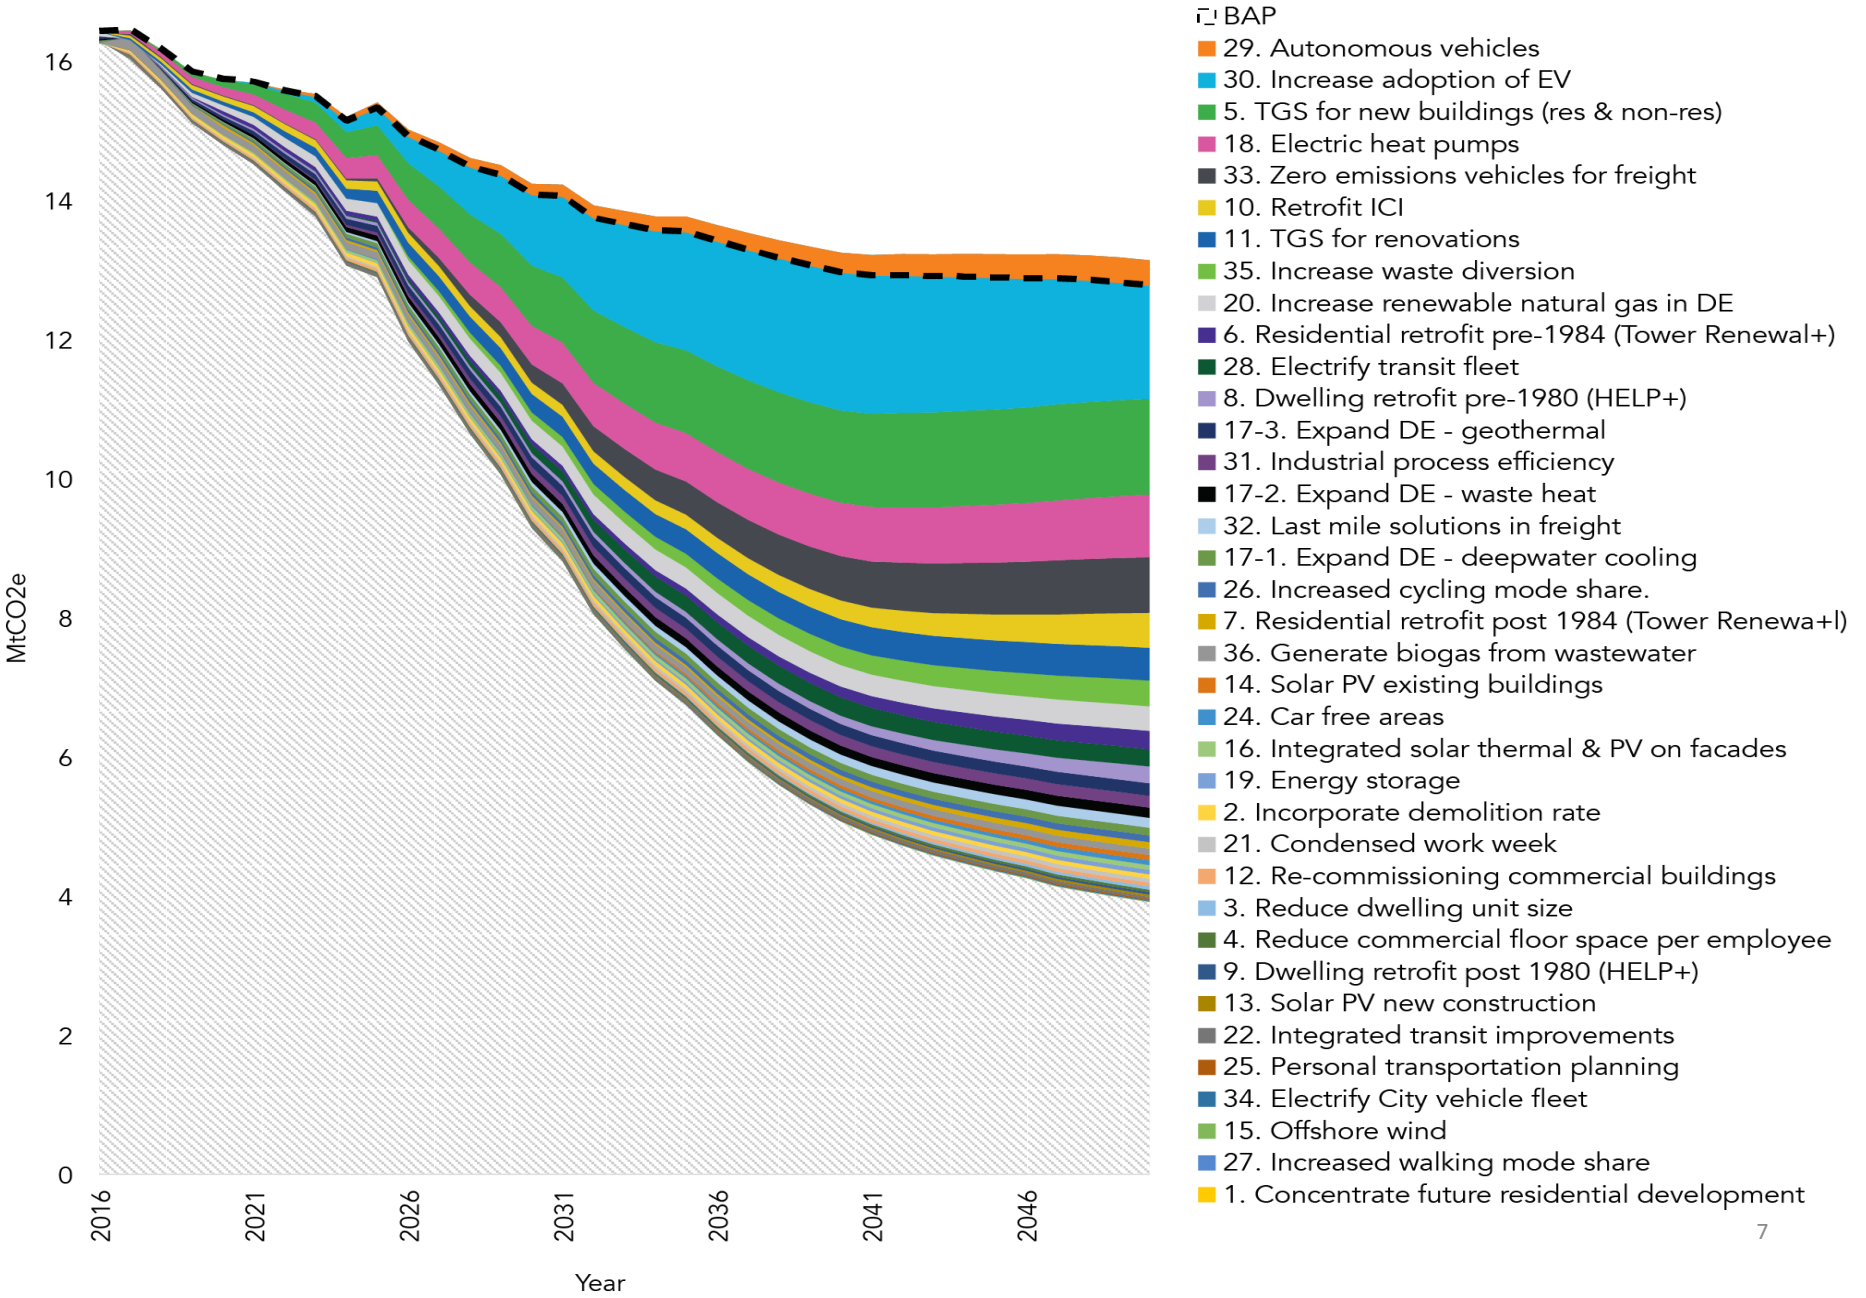 BAP
29. Autonomous vehicles
30. Increase adoption of EV
5. TGS for new buildings (res & non-res)
18. Electric heat pumps
33. Zero emissions vehicles for freight
10. Retrofit ICI
11. TGS for renovations
35. Increase waste diversion
20. Increase renewable natural gas in DE
6. Residential retrofit pre-1984 (Tower Renewal+)
28. Electrify transit fleet
8. Dwelling retrofit pre-1980 (HELP+)
17-3. Expand DE - geothermal
31. Industrial process efficiency
17-2. Expand DE - waste heat
32. Last mile solutions in freight
17-1. Expand DE - deepwater cooling
26. Increased cycling mode share.
7. Residential retrofit post 1984 (Tower Renewa+l)
36. Generate biogas from wastewater
14. Solar PV existing buildings
24. Car free areas
16. Integrated solar thermal & PV on facades
19. Energy storage
2. Incorporate demolition rate
21. Condensed work week
12. Re-commissioning commercial buildings
3. Reduce dwelling unit size
4. Reduce commercial floor space per employee
9. Dwelling retrofit post 1980 (HELP+)
13. Solar PV new construction
22. Integrated transit improvements
25. Personal transportation planning
34. Electrify City vehicle fleet
15. Offshore wind
27. Increased walking mode share
1. Concentrate future residential development
16
14
12
10
8
6
4
2
0
MtCO2e
2016
2021
2026
2031
2036
2041
2046
Year
7